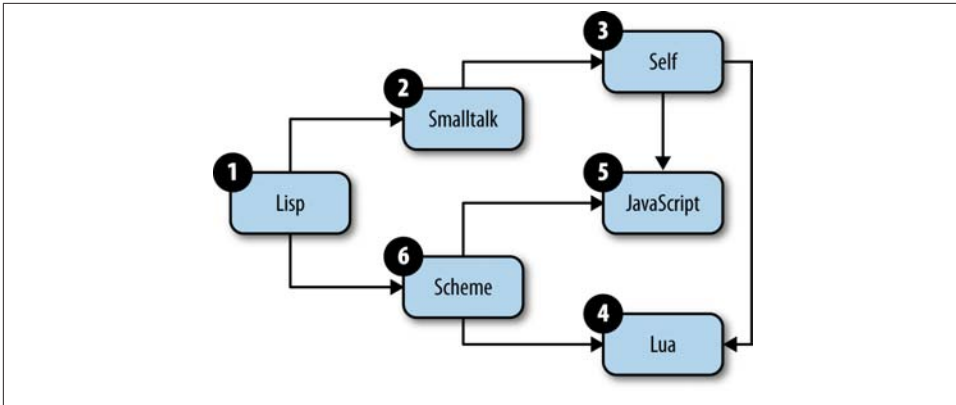 3
Self
2
Smalltalk
1
Lisp
5
JavaScript
6
Scheme
4
Lua